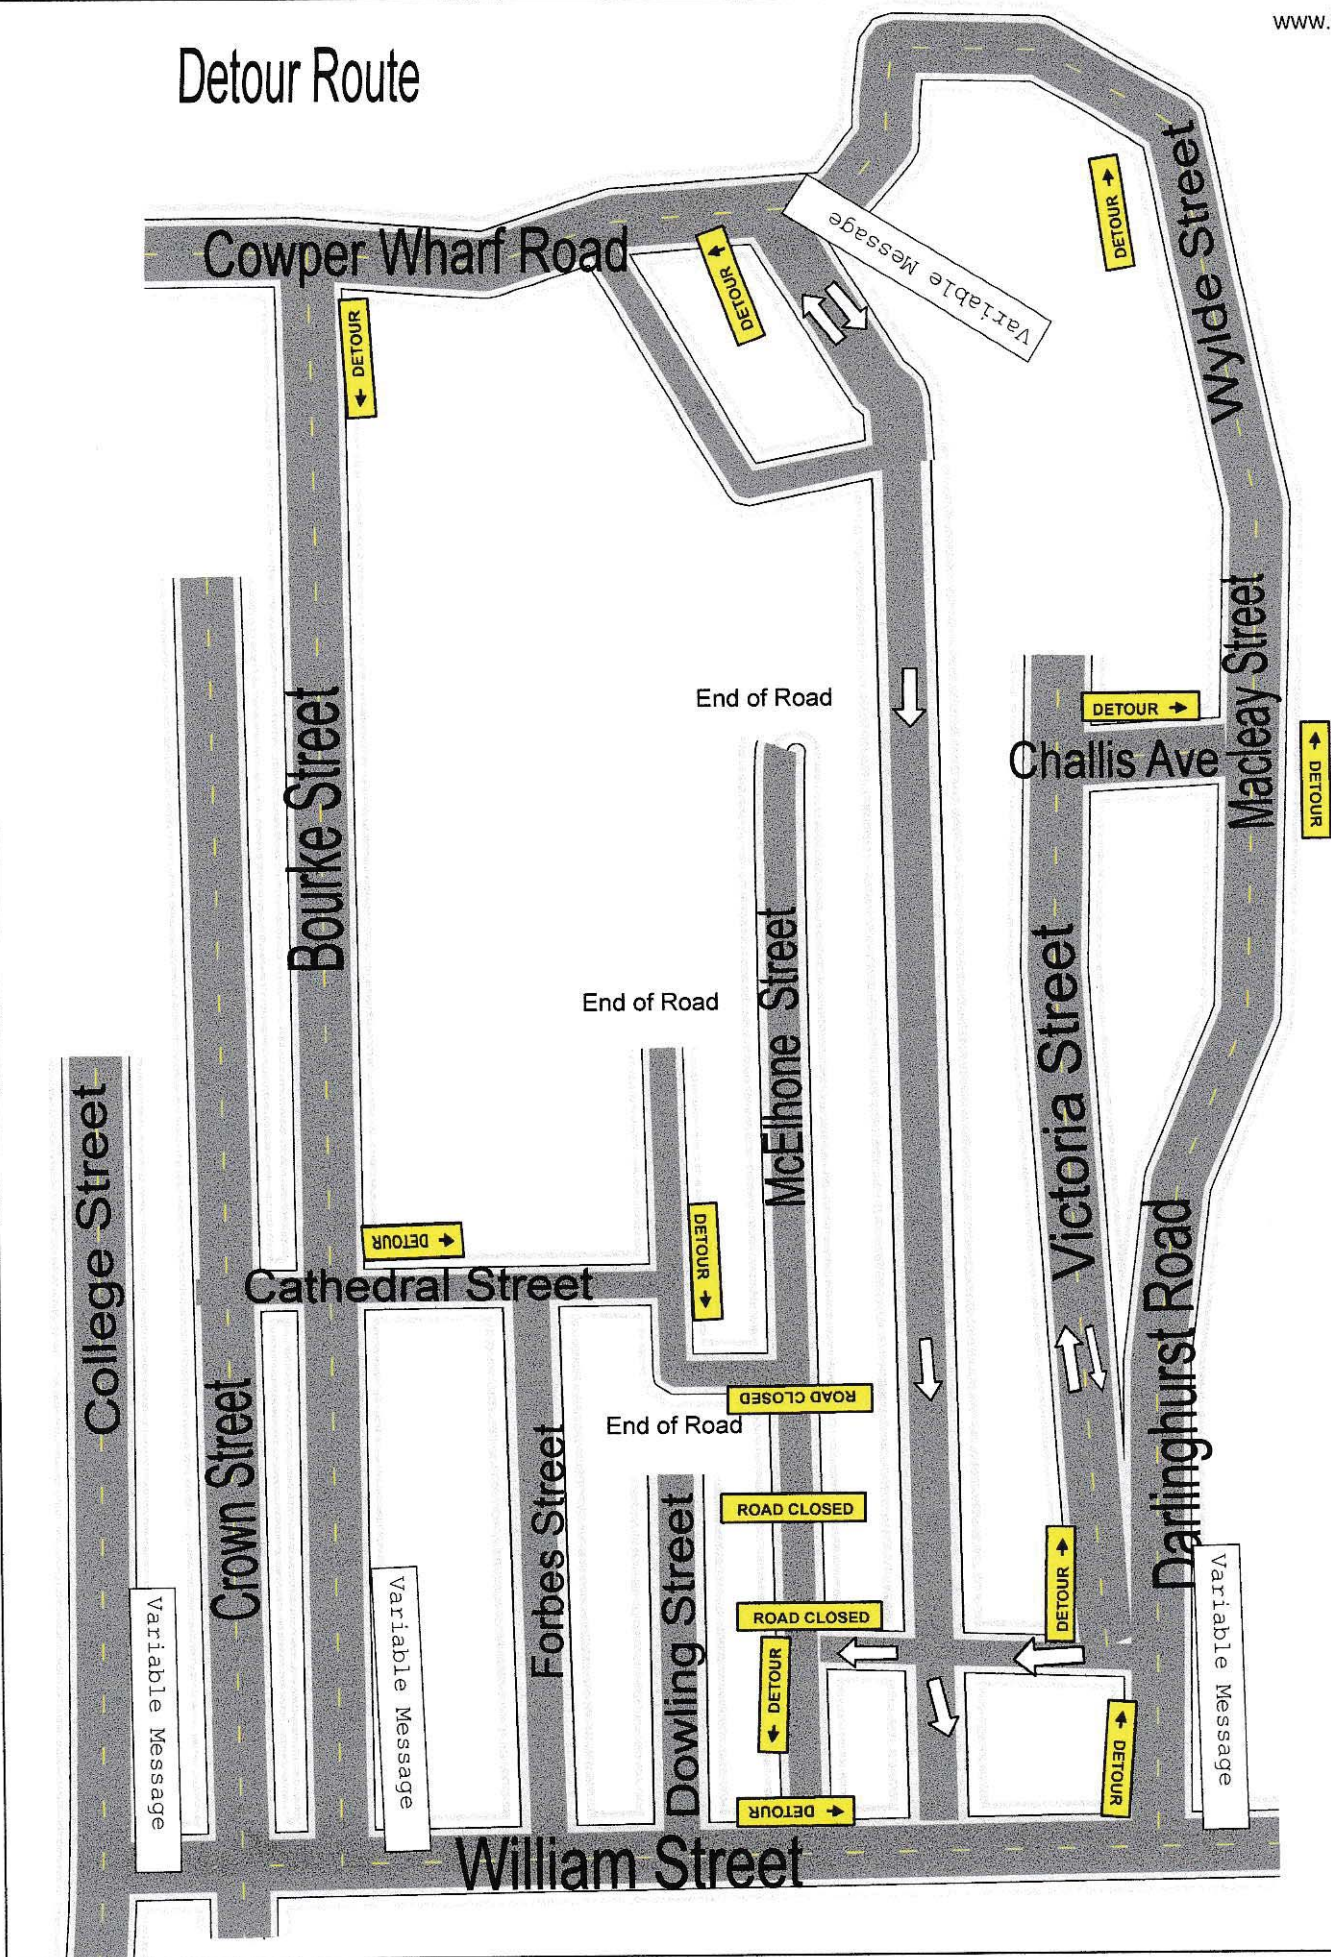 www.
Detour Route
Cowper Wharf Road
Variable Message
Wylde Street
DETOUR
DETOUR
DETOUR
End of Road
DETOUR
Challis Ave
Macleay Street
DETOUR
Bourke Street
End of Road
McElhone Street
Victoria Street
College Street
DETOUR
DETOUR
Cathedral Street
Darlinghurst Road
ROAD CLOSED
End of Road
Crown Street
Forbes Street
Dowling Street
ROAD CLOSED
DETOUR
ROAD CLOSED
DETOUR
DETOUR
Variable Message
Variable Message
Variable Message
DETOUR
William Street